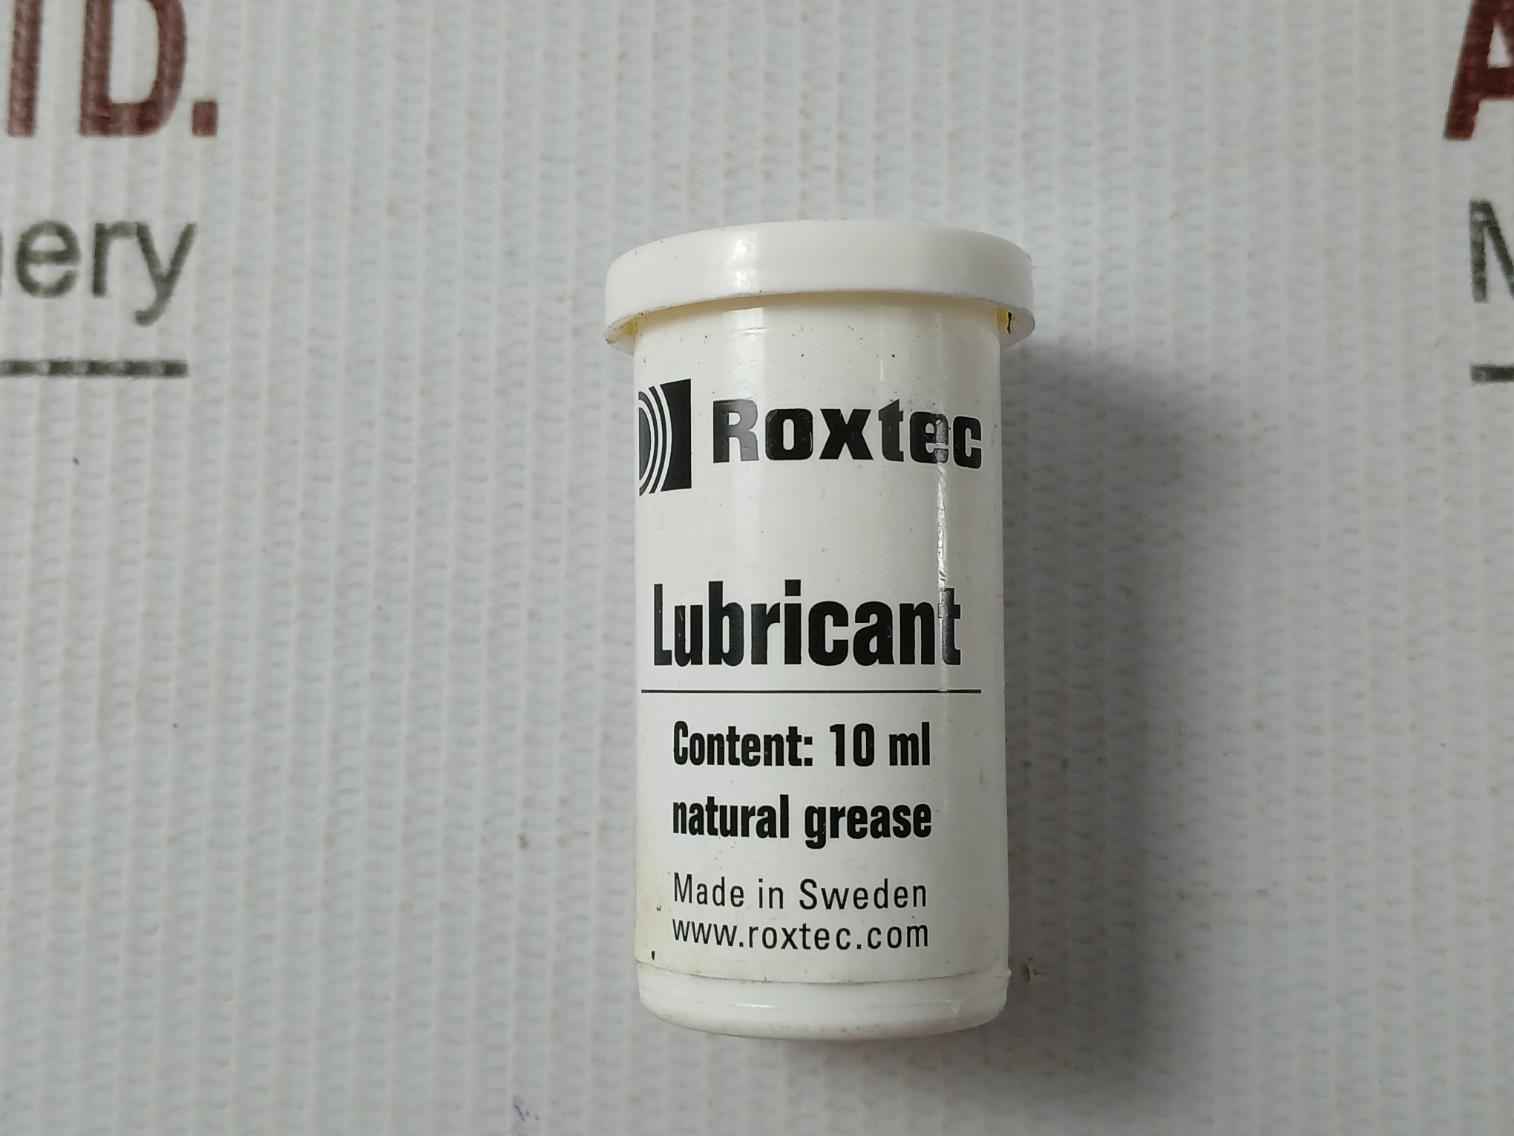 Roxtec
Lubricant
Content: 10 ml
natural grease
Made in Sweden
www.roxtec.com